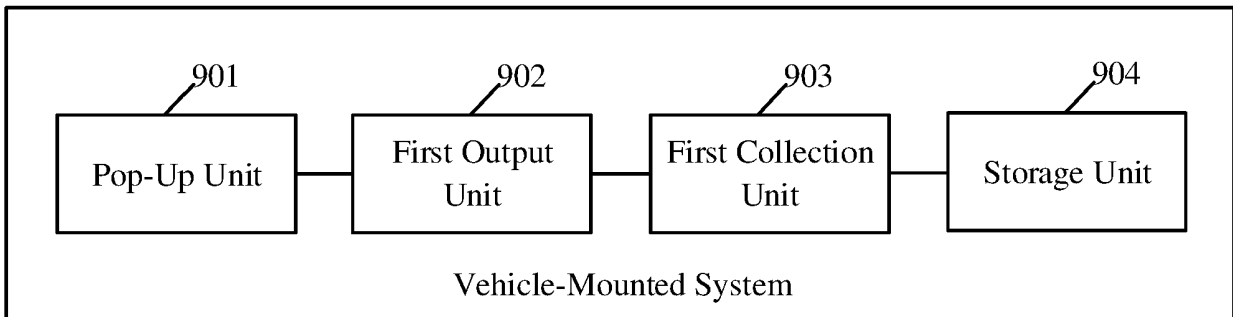 901
902
903
904
Pop-Up Unit
First Output
Unit
First Collection
Unit
Storage Unit
Vehicle-Mounted System